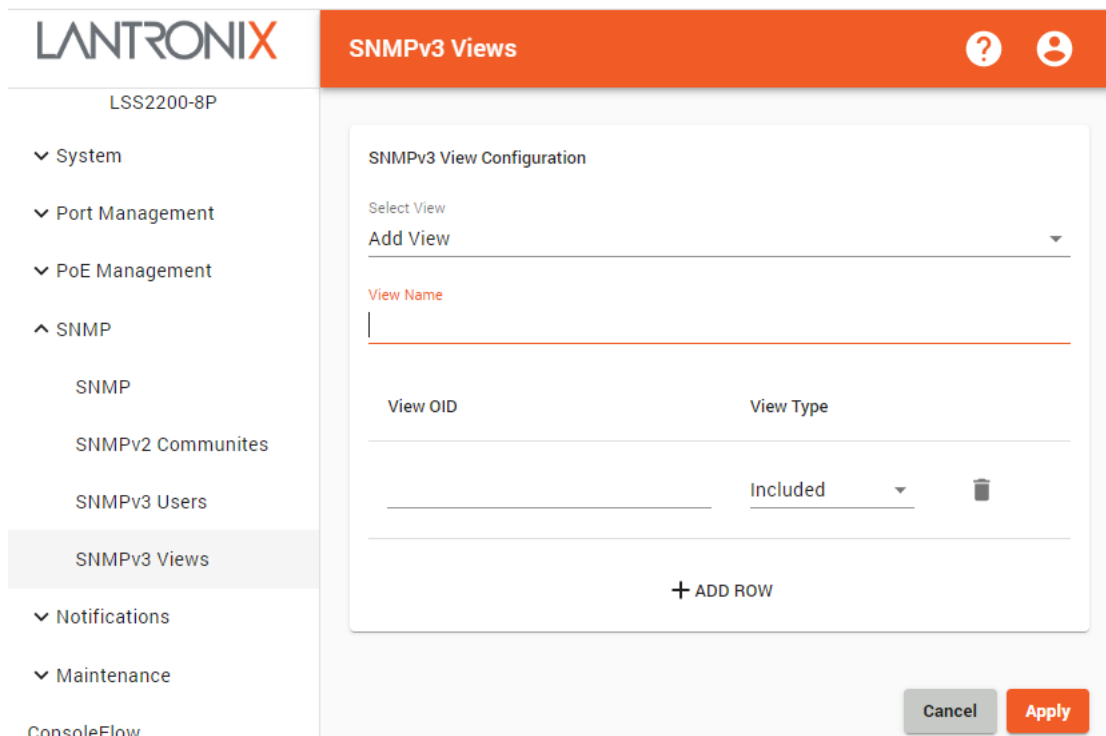 LANTRONIX
LSS2200-8P
System
Port Management
PoE Management
SNMP
SNMP
SNMPv2 Communites
SNMPv3 Users
SNMPv3 Views
Notifications
Maintenance
ConsoleFlow
SNMPv3 Views
?
SNMPv3 View Configuration
Select View
Add View
View Name
View OID View Type
Included
+ ADD ROW
Cancel Apply